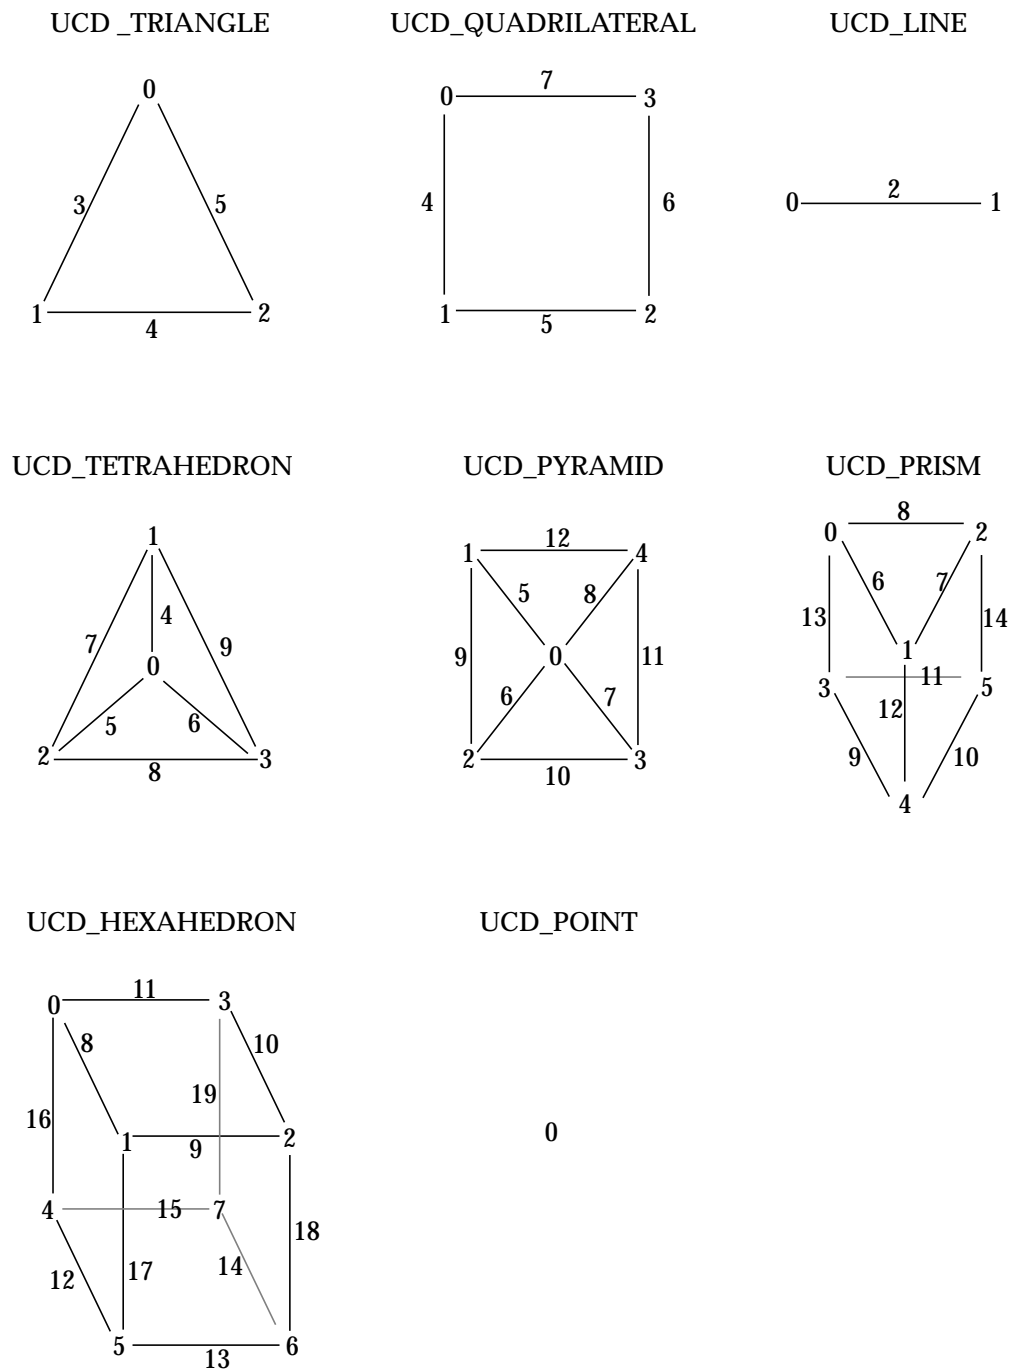 UCD _TRIANGLE UCD_QUADRILATERAL UCD_LINE
7
0 0 3
3 5 4 6 0 2 1
1 2 1 2
4 5
UCD_TETRAHEDRON UCD_PYRAMID UCD_PRISM
8
1 1 12 4 0 2
4 5 8 6 7
7 9 13 14
0 9 0 11 1
11
5 6 6 7 3 12 5
2 3 2 3 9 10
8 10
4
UCD_HEXAHEDRON UCD_POINT
11
0 3
8 10
19
16
1 2 0
9
4 15 7
18
12 17 14
5 6
13